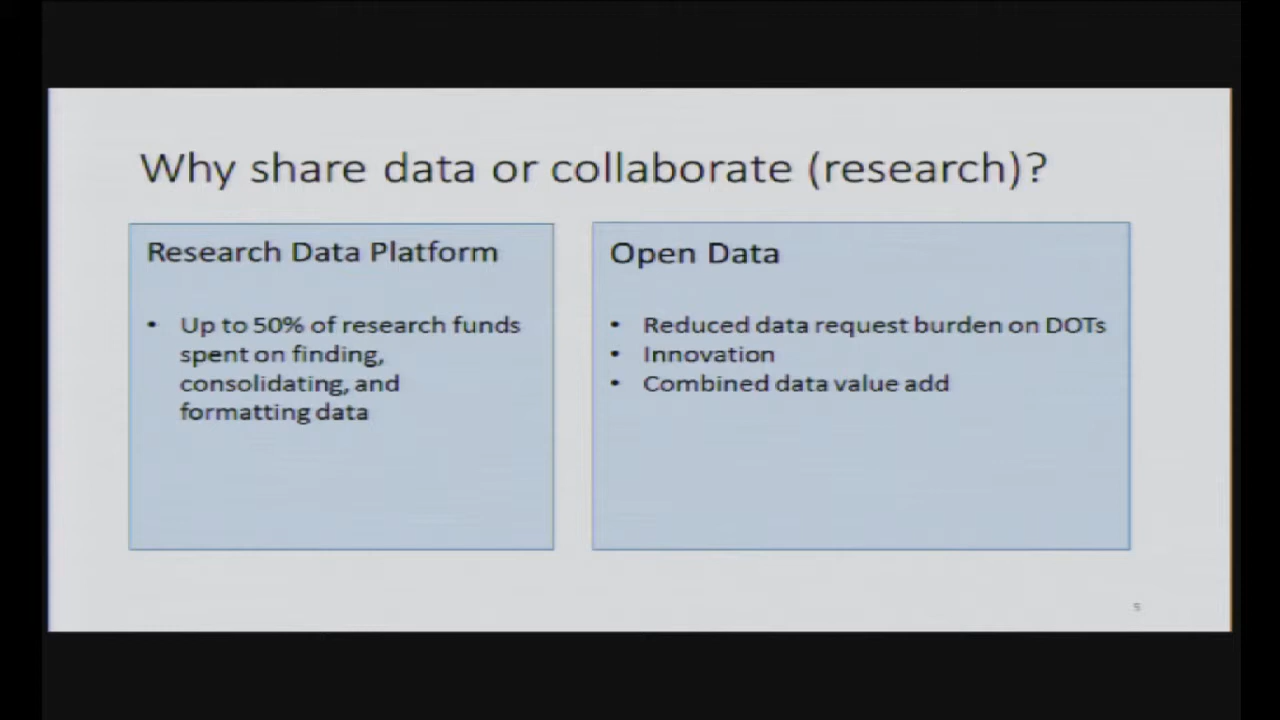 Why share data or collaborate (research)?
Research Data Platform
• Up to 50% of research funds
spent on finding,
consolidating, and
formatting data
Open Data
• Reduced data request burden on DOTs
• Innovation
• Combined data value add
5